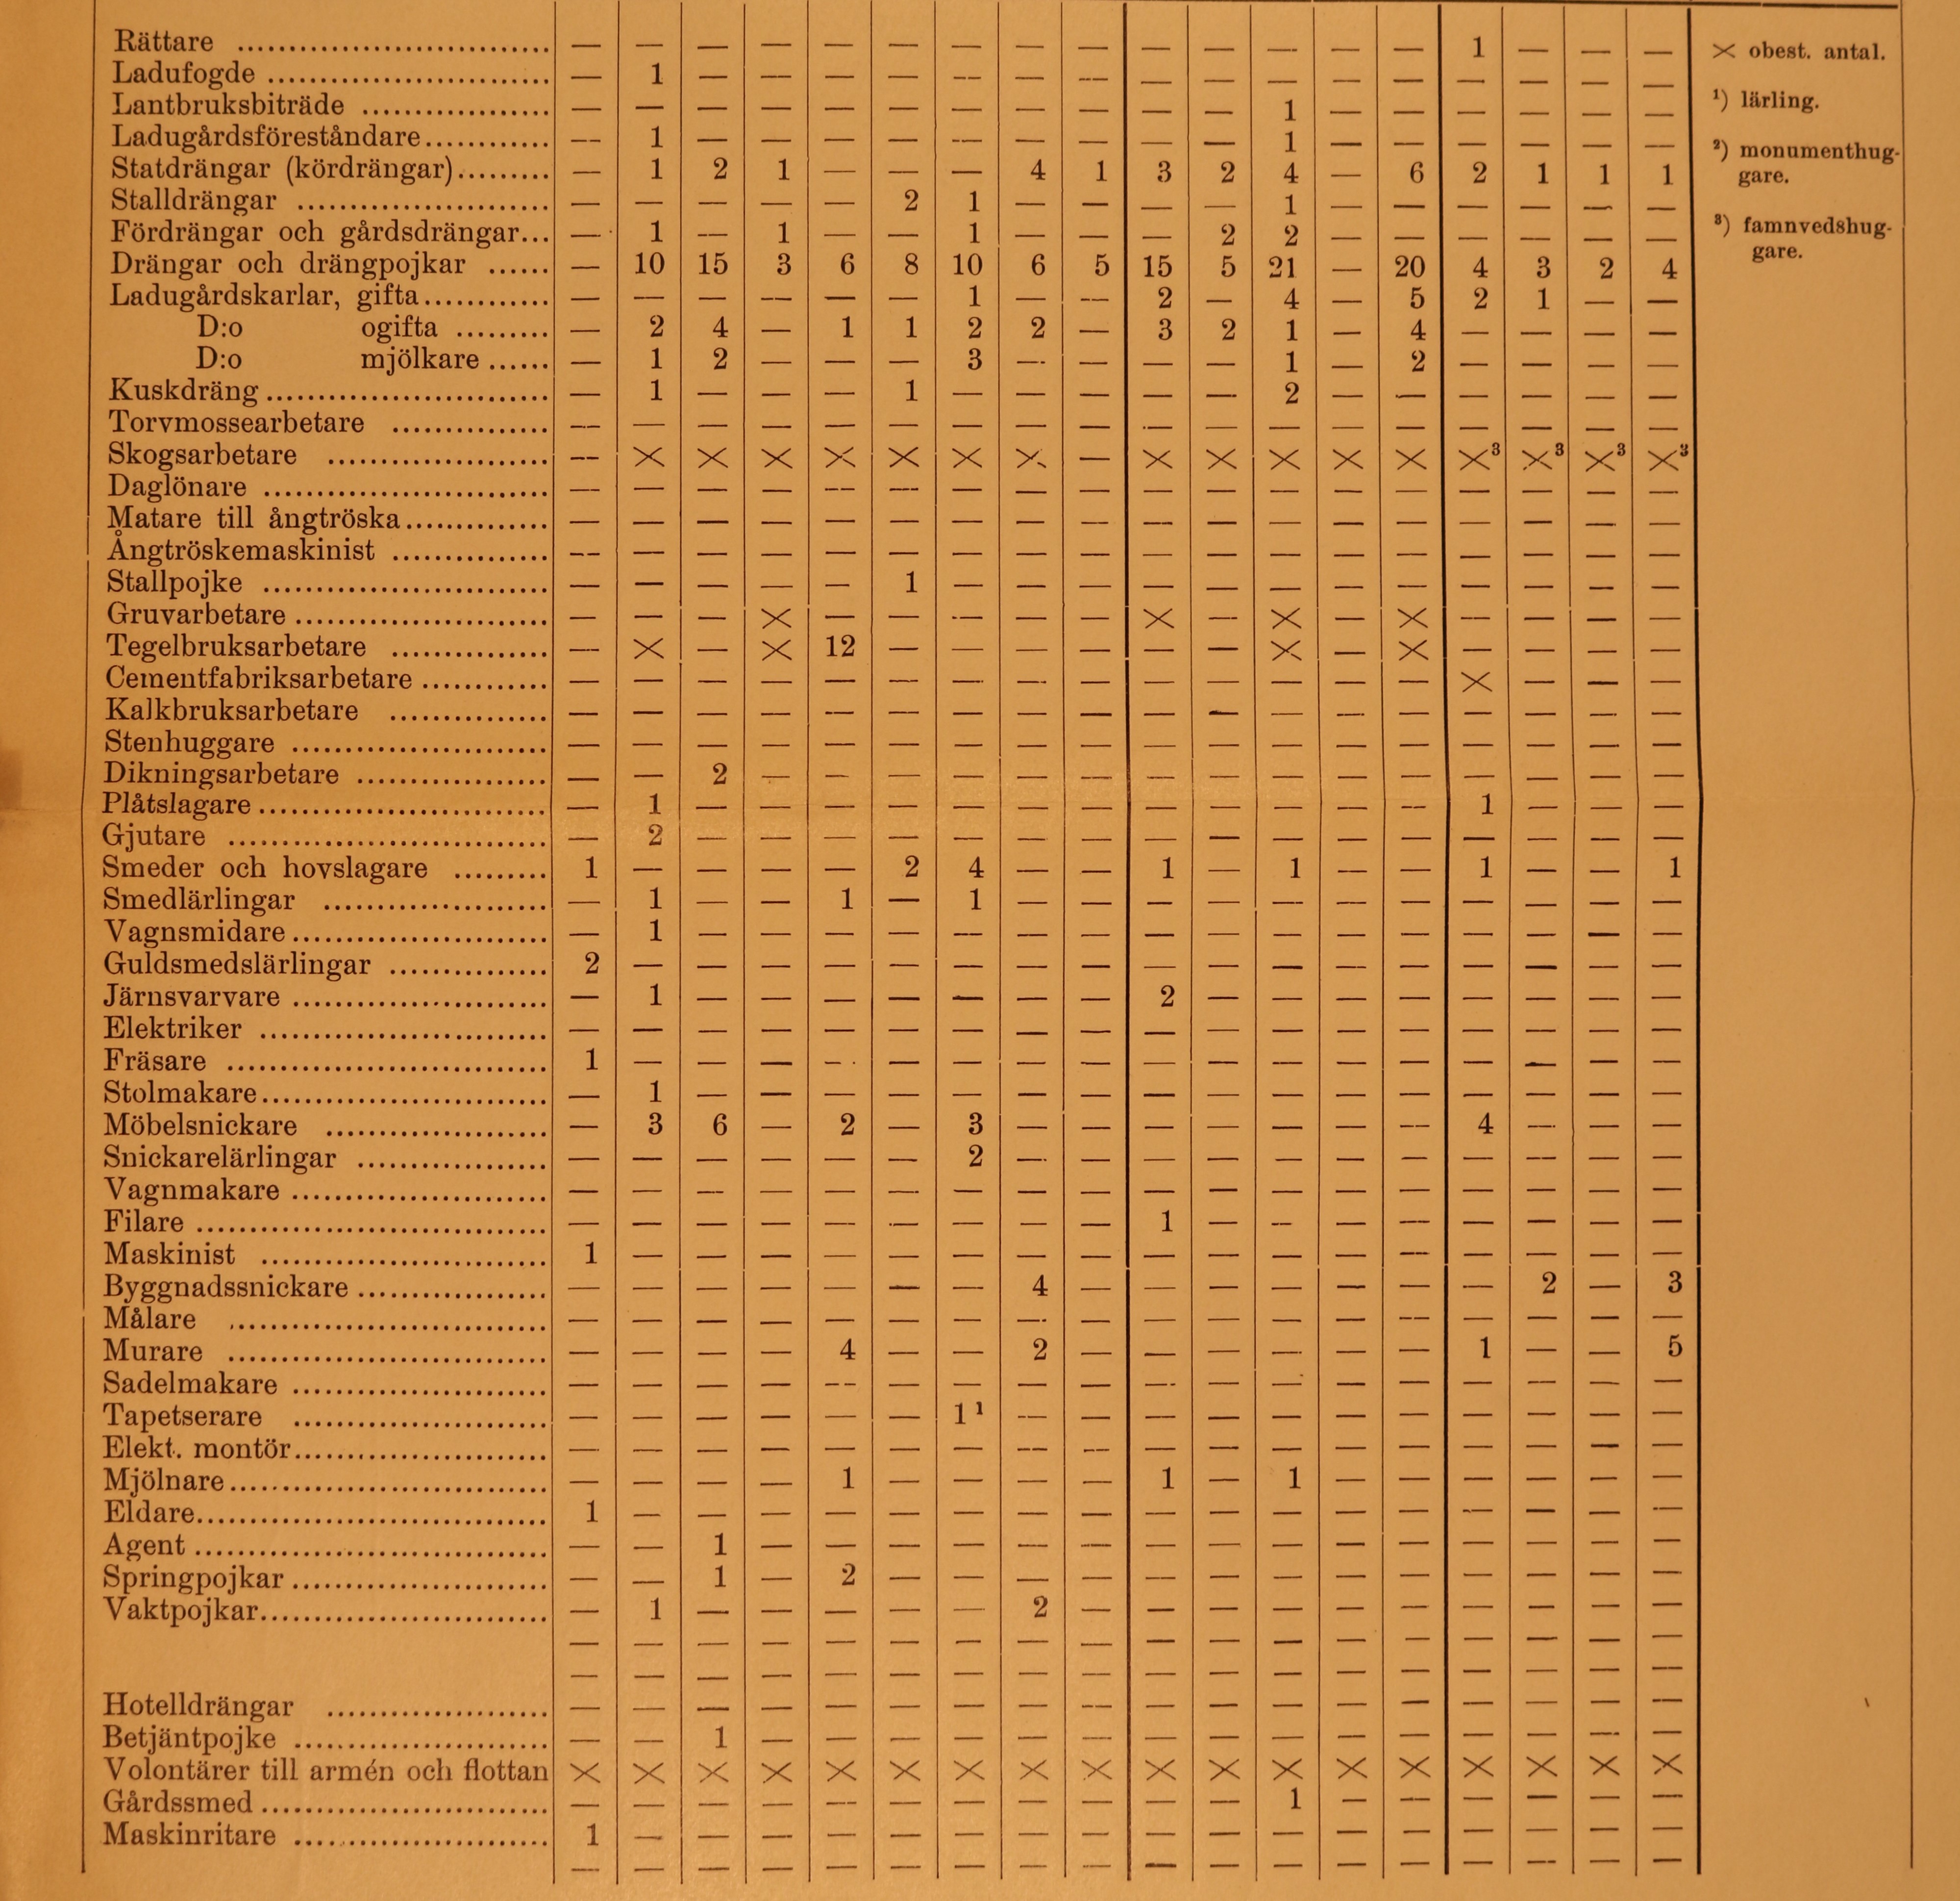 Rättare — — — — — — — — — — — — — — 1 — — — × obest. antal.
Ladufogde — 1 — — — — — — — — — — — — — — — —
Lantbruksbiträde — — — — — — — — — — — 1 — — — — — — ¹) lärling.
Ladugårdsföreståndare — 1 — — — — — — — — — 1 — — — — — — ²) monumenthug-
Statdrängar (kördrängar) — 1 2 1 — — — 4 1 3 2 4 — 6 2 1 1 1 gare.
Stalldrängar — — — — — 2 1 — — — — 1 — — — — — —
Fördrängar och gårdsdrängar... — 1 — 1 — — 1 — — — 2 2 — — — — — — ³) famnvedshug-
Drängar och drängpojkar — 10 15 3 6 8 10 6 5 15 5 21 — 20 4 3 2 4 gare.
Ladugårdskarlar, gifta — — — — — — 1 — — 2 — 4 — 5 2 1 — —
D:o ogifta — 2 4 — 1 1 2 2 — 3 2 1 — 4 — — — —
D:o mjölkare — 1 2 — — — 3 — — — — 1 — 2 — — — —
Kuskdräng — 1 — — — 1 — — — — — 2 — — — — — —
Torvmossearbetare — — — — — — — — — — — — — — — — — —
Skogsarbetare — × × × × × × × — × × × × × ׳ ׳ ׳ ׳
Daglönare — — — — — — — — — — — — — — — — — —
Matare till ångtröska — — — — — — — — — — — — — — — — — —
Ångtröskemaskinist — — — — — — — — — — — — — — — — — —
Stallpojke — — — — — 1 — — — — — — — — — — — —
Gruvarbetare — — — × — — — — — × — × — × — — — —
Tegelbruksarbetare — × — × 12 — — — — — — × — × — — — —
Cementfabriksarbetare — — — — — — — — — — — — — — × — — —
Kalkbruksarbetare — — — — — — — — — — — — — — — — — —
Stenhuggare — — — — — — — — — — — — — — — — — —
Dikningsarbetare — — 2 — — — — — — — — — — — — — — —
Plåtslagare — 1 — — — — — — — — — — — — 1 — — —
Gjutare — 2 — — — — — — — — — — — — — — — —
Smeder och hovslagare 1 — — — — 2 4 — — 1 — 1 — — 1 — — 1
Smedlärlingar — 1 — — 1 — 1 — — — — — — — — — — —
Vagnsmidare — 1 — — — — — — — — — — — — — — — —
Guldsmedslärlingar 2 — — — — — — — — — — — — — — — — —
Järnsvarvare — 1 — — — — — — — 2 — — — — — — — —
Elektriker — — — — — — — — — — — — — — — — — —
Fräsare 1 — — — — — — — — — — — — — — — — —
Stolmakare — 1 — — — — — — — — — — — — — — — —
Möbelsnickare — 3 6 — 2 — 3 — — — — — — — 4 — — —
Snickarelärlingar — — — — — — 2 — — — — — — — — — — —
Vagnmakare — — — — — — — — — — — — — — — — — —
Filare — — — — — — — — — 1 — — — — — — — —
Maskinist 1 — — — — — — — — — — — — — — — — —
Byggnadssnickare — — — — — — — 4 — — — — — — — 2 — 3
Målare — — — — — — — — — — — — — — — — — —
Murare — — — — 4 — — 2 — — — — — — 1 — — 5
Sadelmakare — — — — — — — — — — — — — — — — — —
Tapetserare — — — — — — 1¹ — — — — — — — — — — —
Elekt. montör — — — — — — — — — — — — — — — — — —
Mjölnare — — — — 1 — — — — 1 — 1 — — — — — —
Eldare 1 — — — — — — — — — — — — — — — — —
Agent — — 1 — — — — — — — — — — — — — — —
Springpojkar — — 1 — 2 — — — — — — — — — — — — —
Vaktpojkar — 1 — — — — — 2 — — — — — — — — — —
— — — — — — — — — — — — — — — — — —
— — — — — — — — — — — — — — — — — —
Hotelldrängar — — — — — — — — — — — — — — — — — —
Betjäntpojke — — 1 — — — — — — — — — — — — — — —
Volontärer till armén och flottan × × × × × × × × × × × × × × × × × ×
Gårdssmed — — — — — — — — — — — 1 — — — — — —
Maskinritare 1 — — — — — — — — — — — — — — — — —
— — — — — — — — — — — — — — — — — —